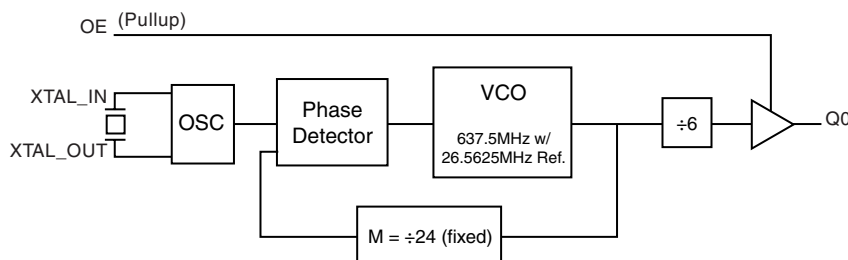 OE (Pullup)
XTAL_IN
XTAL_OUT
OSC
Phase
Detector
VCO
637.5MHz w/
26.5625MHz Ref.
÷6
Q0
M = ÷24 (fixed)